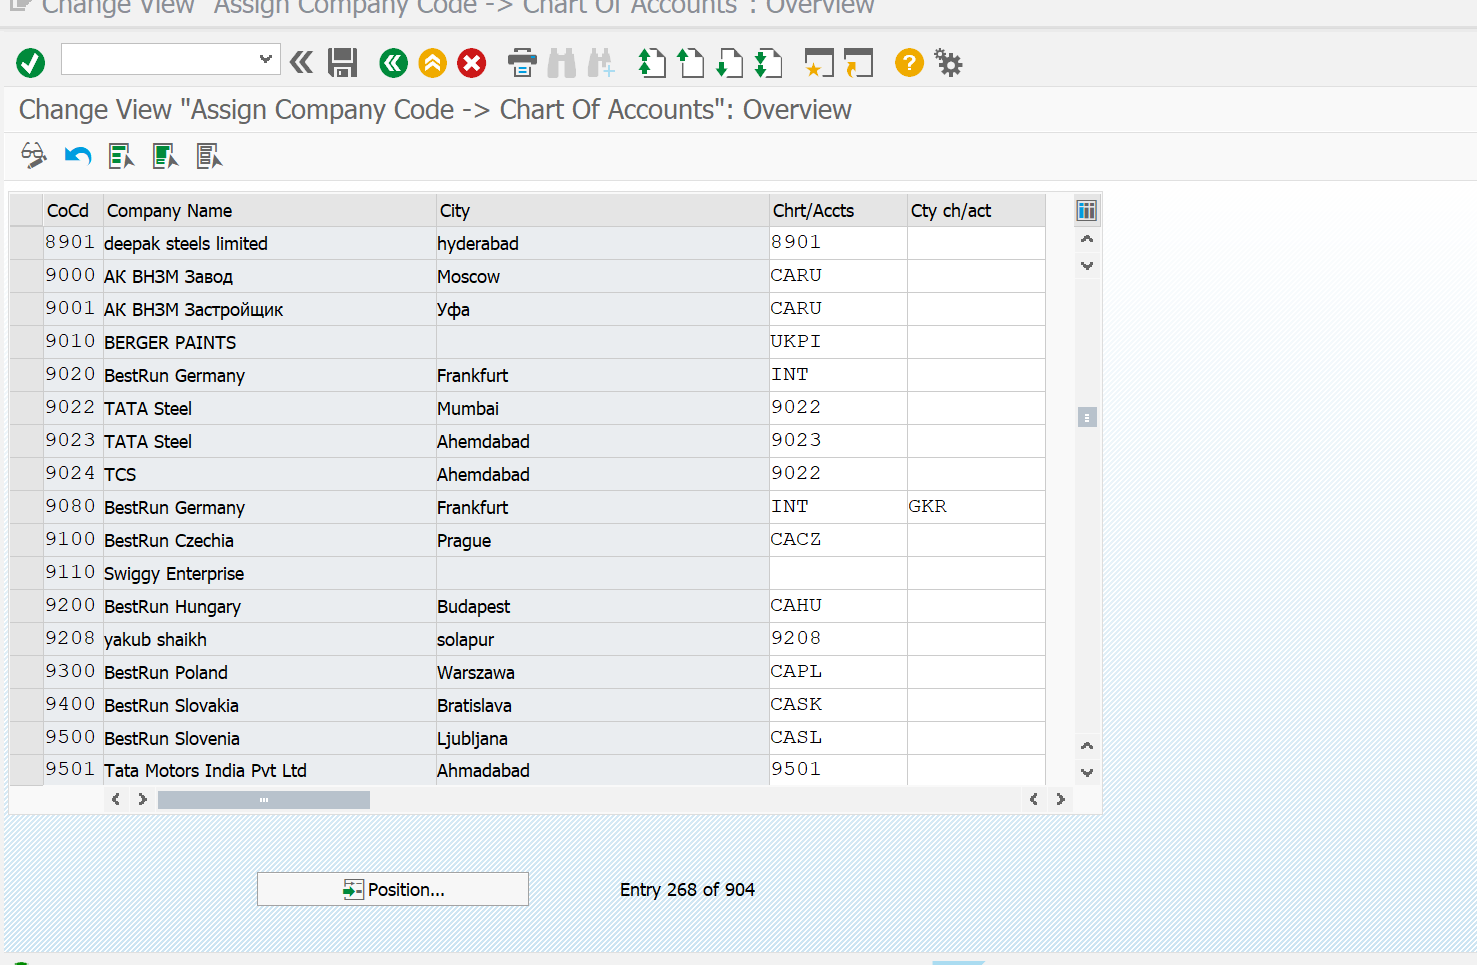 Change View "Assign Company Code -> Chart Of Accounts": Overview
Change View "Assign Company Code -> Chart Of Accounts": Overview
CoCd Company Name City Chrt/Accts Cty ch/act
8901 deepak steels limited hyderabad 8901
9000 АК ВНЗМ Завод Moscow CARU
9001 АК ВНЗМ Застройщик Уфа CARU
9010 BERGER PAINTS UKPI
9020 BestRun Germany Frankfurt INT
9022 TATA Steel Mumbai 9022
9023 TATA Steel Ahemdabad 9023
9024 TCS Ahemdabad 9022
9080 BestRun Germany Frankfurt INT GKR
9100 BestRun Czechia Prague CACZ
9110 Swiggy Enterprise
9200 BestRun Hungary Budapest CAHU
9208 yakub shaikh solapur 9208
9300 BestRun Poland Warszawa CAPL
9400 BestRun Slovakia Bratislava CASK
9500 BestRun Slovenia Ljubljana CASL
9501 Tata Motors India Pvt Ltd Ahmadabad 9501
Position... Entry 268 of 904